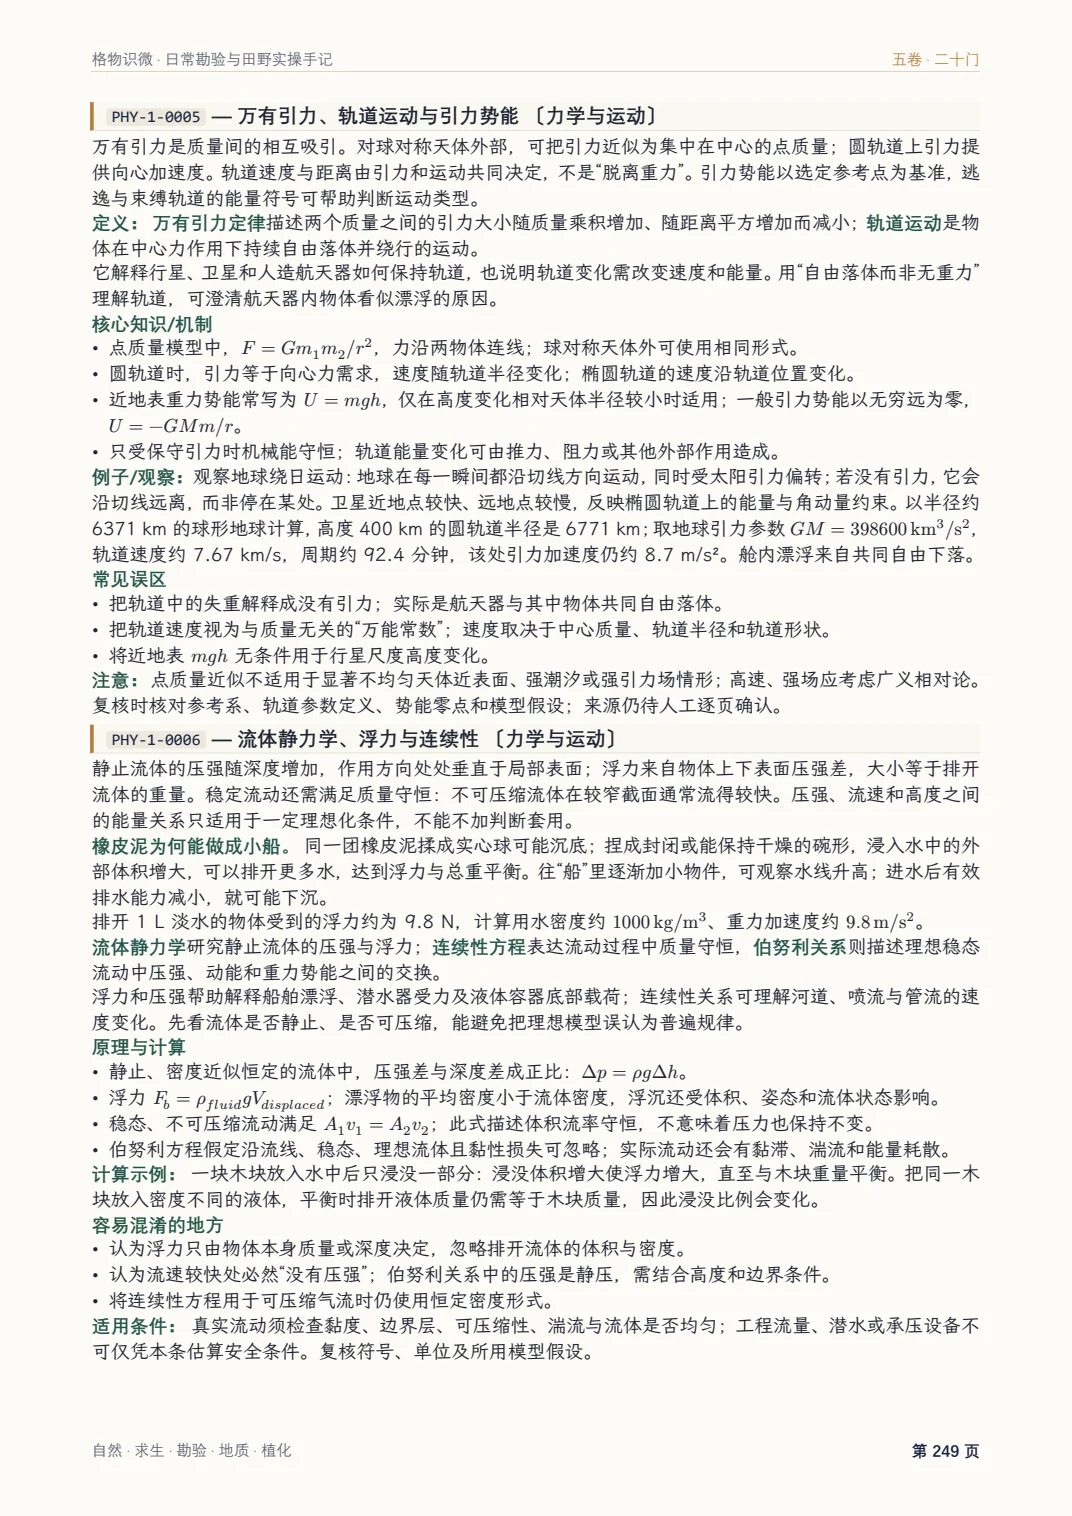 格物识微 · 日常勘验与田野实操手记
五卷 · 二十门
PHY-1-0005 — 万有引力、轨道运动与引力势能 〔力学与运动〕
万有引力是质量间的相互吸引。对球对称天体外部，可把引力近似为集中在中心的点质量；圆轨道上引力提
供向心加速度。轨道速度与距离由引力和运动共同决定，不是“脱离重力”。引力势能以选定参考点为基准，逃
逸与束缚轨道的能量符号可帮助判断运动类型。
定义： 万有引力定律描述两个质量之间的引力大小随质量乘积增加、随距离平方增加而减小；轨道运动是物
体在中心力作用下持续自由落体并绕行的运动。
它解释行星、卫星和人造航天器如何保持轨道，也说明轨道变化需改变速度和能量。用“自由落体而非无重力”
理解轨道，可澄清航天器内物体看似漂浮的原因。
核心知识/机制
• 点质量模型中，F = Gm₁m₂/r²，力沿两物体连线；球对称天体外可使用相同形式。
• 圆轨道时，引力等于向心力需求，速度随轨道半径变化；椭圆轨道的速度沿轨道位置变化。
• 近地表重力势能常写为 U = mgh，仅在高度变化相对天体半径较小时适用；一般引力势能以无穷远为零，
U = −GMm/r。
• 只受保守引力时机械能守恒；轨道能量变化可由推力、阻力或其他外部作用造成。
例子/观察：观察地球绕日运动：地球在每一瞬间都沿切线方向运动，同时受太阳引力偏转；若没有引力，它会
沿切线远离，而非停在某处。卫星近地点较快、远地点较慢，反映椭圆轨道上的能量与角动量约束。以半径约
6371 km 的球形地球计算，高度 400 km 的圆轨道半径是 6771 km；取地球引力参数 GM = 398600 km³/s²，
轨道速度约 7.67 km/s，周期约 92.4 分钟，该处引力加速度仍约 8.7 m/s²。舱内漂浮来自共同自由下落。
常见误区
• 把轨道中的失重解释成没有引力；实际是航天器与其中物体共同自由落体。
• 把轨道速度视为与质量无关的“万能常数”；速度取决于中心质量、轨道半径和轨道形状。
• 将近地表 mgh 无条件用于行星尺度高度变化。
注意： 点质量近似不适用于显著不均匀天体近表面、强潮汐或强引力场情形；高速、强场应考虑广义相对论。
复核时核对参考系、轨道参数定义、势能零点和模型假设；来源仍待人工逐页确认。
PHY-1-0006 — 流体静力学、浮力与连续性 〔力学与运动〕
静止流体的压强随深度增加，作用方向处处垂直于局部表面；浮力来自物体上下表面压强差，大小等于排开
流体的重量。稳定流动还需满足质量守恒：不可压缩流体在较窄截面通常流得较快。压强、流速和高度之间
的能量关系只适用于一定理想化条件，不能不加判断套用。
橡皮泥为何能做成小船。 同一团橡皮泥揉成实心球可能沉底；捏成封闭或能保持干燥的碗形，浸入水中的外
部体积增大，可以排开更多水，达到浮力与总重平衡。往“船”里逐渐加小物件，可观察水线升高；进水后有效
排水能力减小，就可能下沉。
排开 1 L 淡水的物体受到的浮力约为 9.8 N，计算用水密度约 1000 kg/m³、重力加速度约 9.8 m/s²。
流体静力学研究静止流体的压强与浮力；连续性方程表达流动过程中质量守恒，伯努利关系则描述理想稳态
流动中压强、动能和重力势能之间的交换。
浮力和压强帮助解释船舶漂浮、潜水器受力及液体容器底部载荷；连续性关系可理解河道、喷流与管流的速
度变化。先看流体是否静止、是否可压缩，能避免把理想模型误认为普遍规律。
原理与计算
• 静止、密度近似恒定的流体中，压强差与深度差成正比：Δp = ρgΔh。
• 浮力 F_b = ρ_{fluid}gV_{displaced}；漂浮物的平均密度小于流体密度，浮沉还受体积、姿态和流体状态影响。
• 稳态、不可压缩流动满足 A₁v₁ = A₂v₂；此式描述体积流率守恒，不意味着压力也保持不变。
• 伯努利方程假定沿流线、稳态、理想流体且黏性损失可忽略；实际流动还会有黏滞、湍流和能量耗散。
计算示例： 一块木块放入水中后只浸没一部分：浸没体积增大使浮力增大，直至与木块重量平衡。把同一木
块放入密度不同的液体，平衡时排开液体质量仍需等于木块质量，因此浸没比例会变化。
容易混淆的地方
• 认为浮力只由物体本身质量或深度决定，忽略排开流体的体积与密度。
• 认为流速较快处必然“没有压强”；伯努利关系中的压强是静压，需结合高度和边界条件。
• 将连续性方程用于可压缩气流时仍使用恒定密度形式。
适用条件： 真实流动须检查黏度、边界层、可压缩性、湍流与流体是否均匀；工程流量、潜水或承压设备不
可仅凭本条估算安全条件。复核符号、单位及所用模型假设。
自然 · 求生 · 勘验 · 地质 · 植化
第 249 页